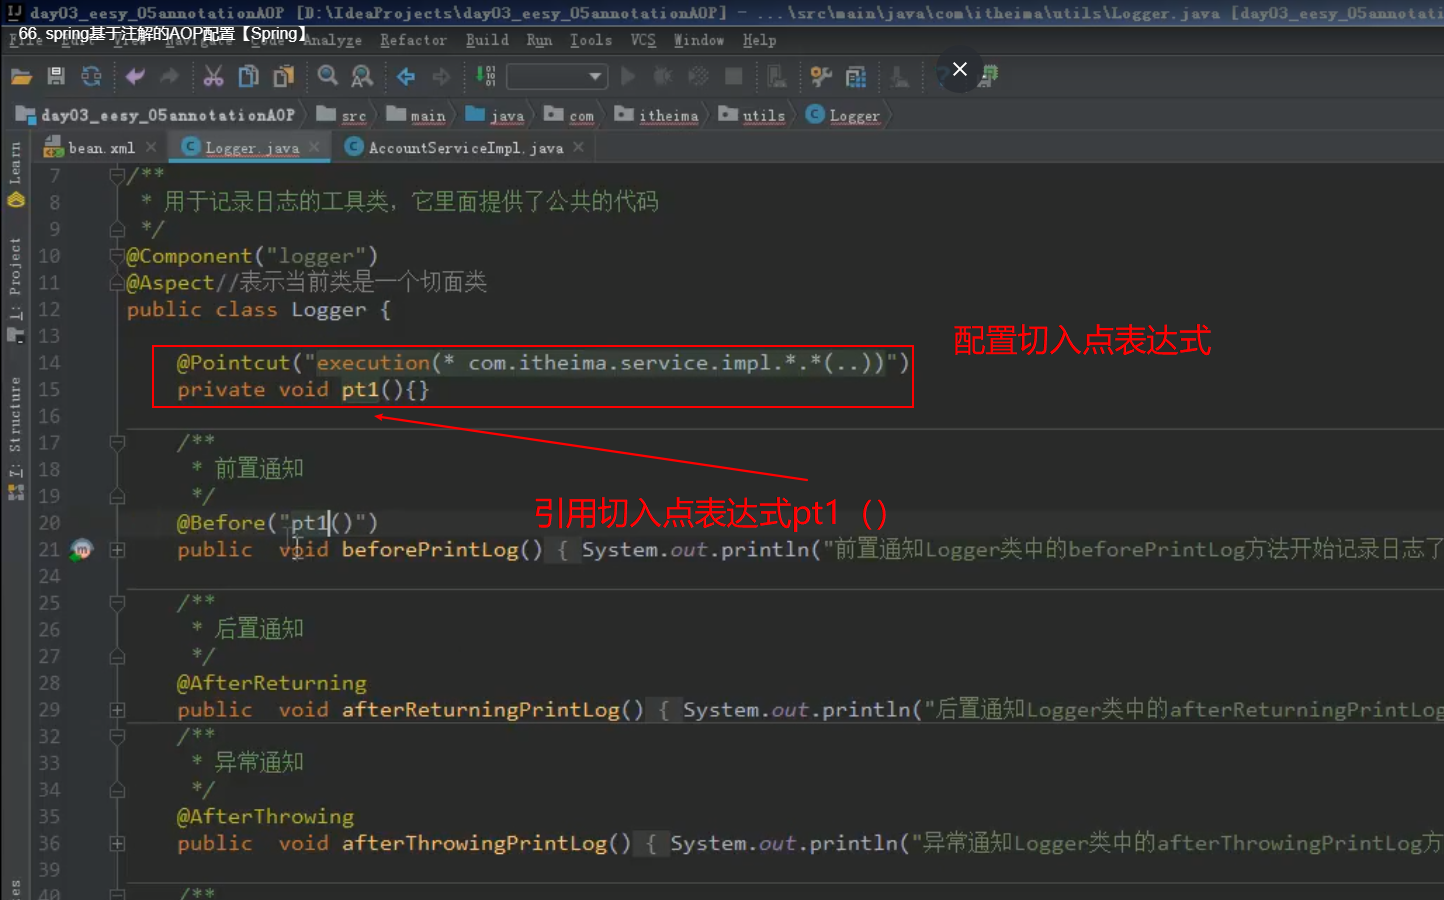 day03_eesy_05annotationAOP [D:\IdeaProjects\day03_eesy_05annotationAOP] - ...\src\main\java\com\itheima\utils\Logger.java [day03_eesy_05annotati
66. spring基于注解的AOP配置【Spring】
File Edit View Navigate Code Analyze Refactor Build Run Tools VCS Window Help
day03_eesy_05annotationAOP src main java com itheima utils Logger
bean.xml Logger.java AccountServiceImpl.java
Learn
1: Project
7: Structure
7 /**
8 * 用于记录日志的工具类，它里面提供了公共的代码
9 */
10 @Component("logger")
11 @Aspect//表示当前类是一个切面类
12 public class Logger {
13
配置切入点表达式
14 @Pointcut("execution(* com.itheima.service.impl.*.*(..))")
15 private void pt1(){}
16
17 /**
18 * 前置通知
19 */
引用切入点表达式pt1（）
20 @Before("pt1()")
21 public void beforePrintLog() { System.out.println("前置通知Logger类中的beforePrintLog方法开始记录日志了
24
25 /**
26 * 后置通知
27 */
28 @AfterReturning
29 public void afterReturningPrintLog() { System.out.println("后置通知Logger类中的afterReturningPrintLog
32 /**
33 * 异常通知
34 */
35 @AfterThrowing
36 public void afterThrowingPrintLog() { System.out.println("异常通知Logger类中的afterThrowingPrintLog方
39
40 /**